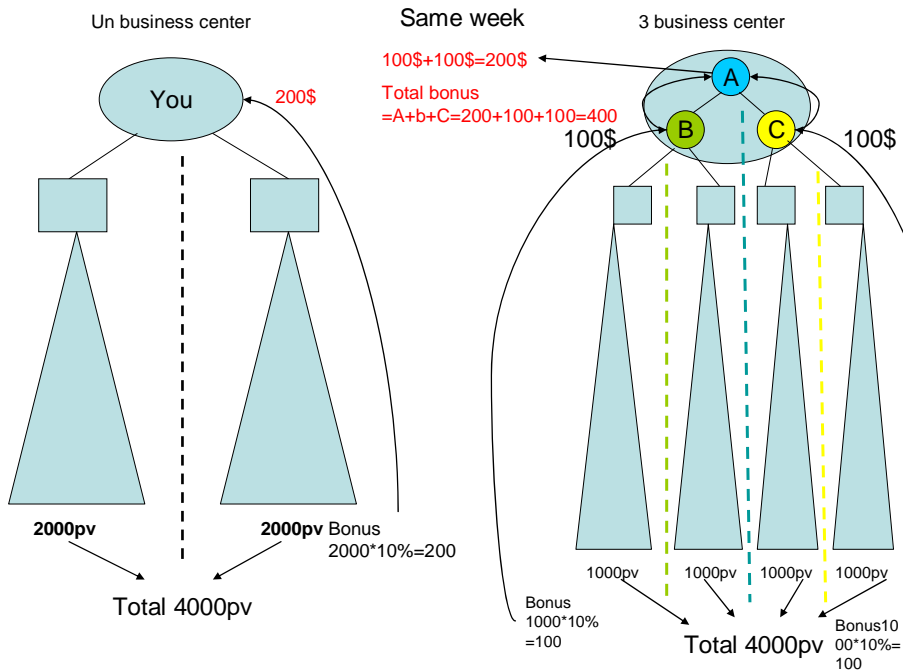 Un business center
You
200$
2000pv
2000pv
Bonus
2000*10%=200
Total 4000pv
Same week
100$+100$=200$
Total bonus
=A+b+C=200+100+100=400
3 business center
A
B
C
100$
100$
1000pv
1000pv
1000pv
1000pv
Bonus
1000*10%
=100
Total 4000pv
Bonus10
00*10%=
100